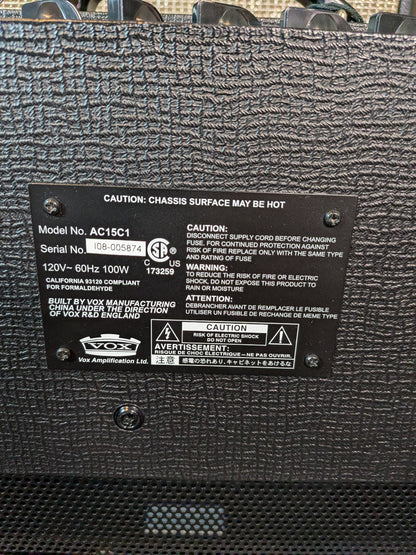 CAUTION: CHASSIS SURFACE MAY BE HOT
Model No. AC15C1
Serial No. I08-005874
120V~ 60Hz 100W
CALIFORNIA 93120 COMPLIANT
FOR FORMALDEHYDE
BUILT BY VOX MANUFACTURING
CHINA UNDER THE DIRECTION
OF VOX R&D ENGLAND
VOX
Vox Amplification Ltd.
C US
173259
CAUTION:
DISCONNECT SUPPLY CORD BEFORE CHANGING
FUSE. FOR CONTINUED PROTECTION AGAINST
RISK OF FIRE REPLACE ONLY WITH THE SAME TYPE
AND RATING OF FUSE
WARNING:
TO REDUCE THE RISK OF FIRE OR ELECTRIC
SHOCK, DO NOT EXPOSE THIS PRODUCT TO
RAIN OR MOISTURE
ATTENTION:
DEBRANCHER AVANT DE REMPLACER LE FUSIBLE
UTILISER UN FUSIBLE DE RECHANGE DE MEME TYPE
CAUTION
RISK OF ELECTRIC SHOCK
DO NOT OPEN
AVERTISSEMENT:
RISQUE DE CHOC ELECTRIQUE—NE PAS OUVRIR
注意 感電の恐れあり、キャビネットをあけるな